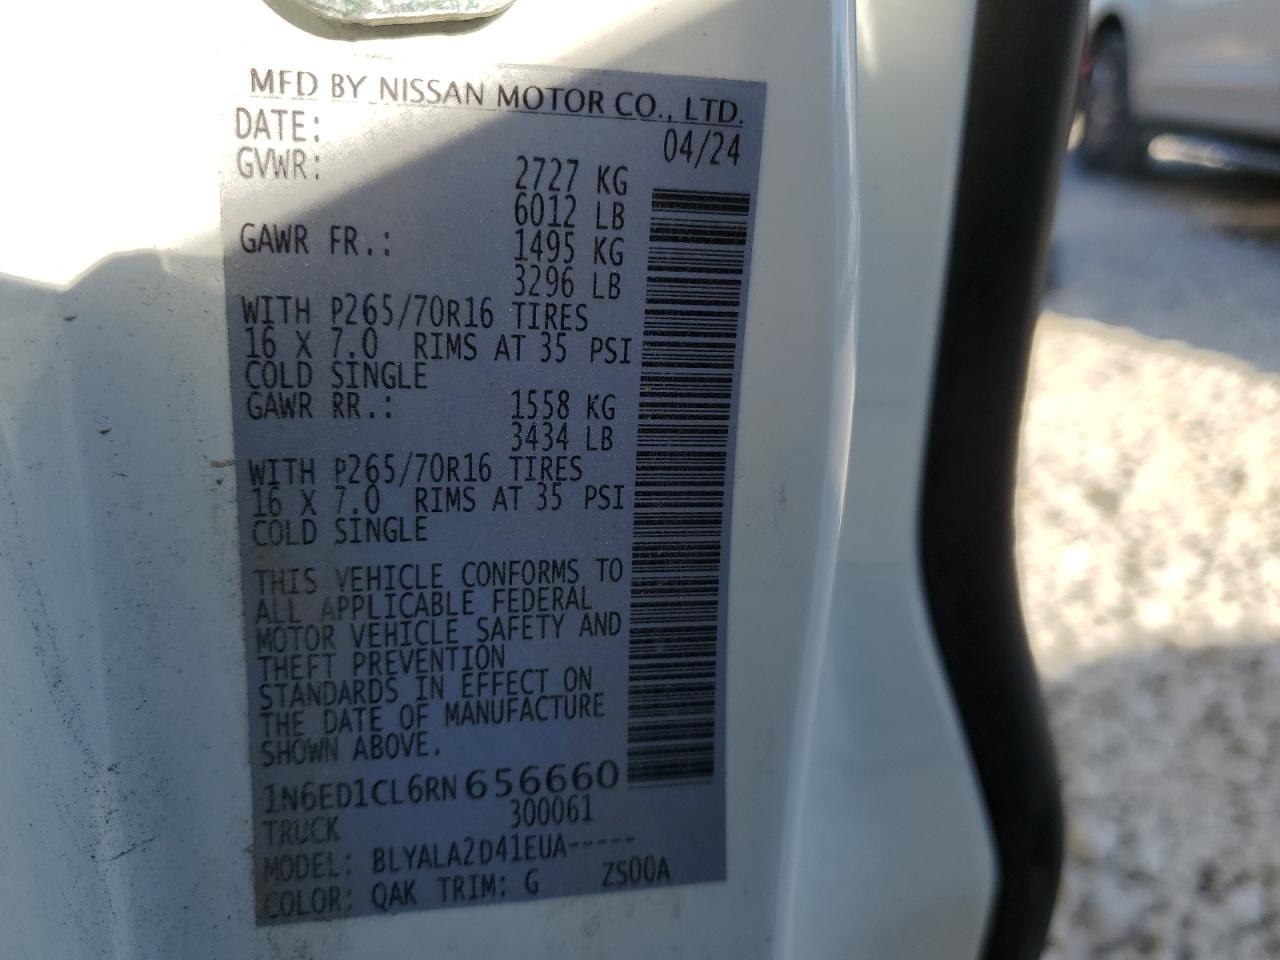 MFD BY NISSAN MOTOR CO., LTD.
DATE: 04/24
GVWR: 2727 KG
6012 LB
GAWR FR.: 1495 KG
3296 LB
WITH P265/70R16 TIRES
16 X 7.0 RIMS AT 35 PSI
COLD SINGLE
GAWR RR.: 1558 KG
3434 LB
WITH P265/70R16 TIRES
16 X 7.0 RIMS AT 35 PSI
COLD SINGLE
THIS VEHICLE CONFORMS TO
ALL APPLICABLE FEDERAL
MOTOR VEHICLE SAFETY AND
THEFT PREVENTION
STANDARDS IN EFFECT ON
THE DATE OF MANUFACTURE
SHOWN ABOVE.
1N6ED1CL6RN656660
TRUCK 300061
MODEL: BLYALA2D41EUA-----
COLOR: QAK TRIM: G ZS00A